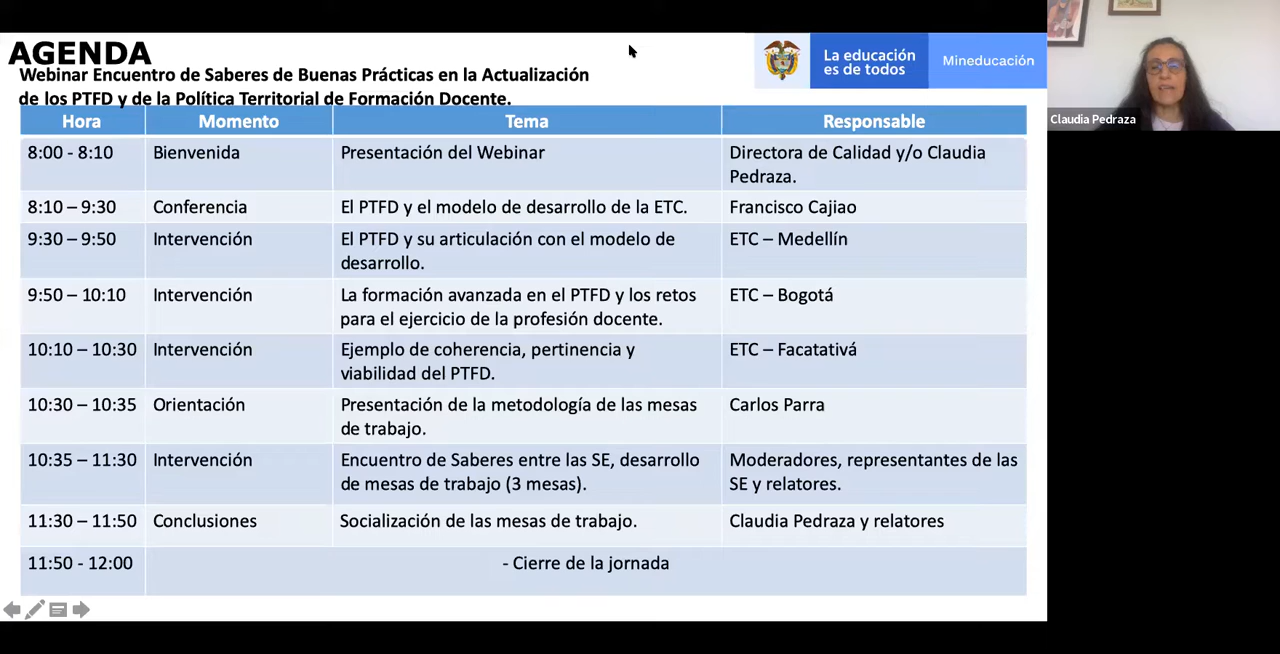 AGENDA
Webinar Encuentro de Saberes de Buenas Prácticas en la Actualización
de los PTFD y de la Política Territorial de Formación Docente.
La educación
es de todos
Mineducación
Claudia Pedraza
Hora Momento Tema Responsable
8:00 - 8:10 Bienvenida Presentación del Webinar Directora de Calidad y/o Claudia
Pedraza.
8:10 – 9:30 Conferencia El PTFD y el modelo de desarrollo de la ETC. Francisco Cajiao
9:30 – 9:50 Intervención El PTFD y su articulación con el modelo de ETC – Medellín
desarrollo.
9:50 – 10:10 Intervención La formación avanzada en el PTFD y los retos ETC – Bogotá
para el ejercicio de la profesión docente.
10:10 – 10:30 Intervención Ejemplo de coherencia, pertinencia y ETC – Facatativá
viabilidad del PTFD.
10:30 – 10:35 Orientación Presentación de la metodología de las mesas Carlos Parra
de trabajo.
10:35 – 11:30 Intervención Encuentro de Saberes entre las SE, desarrollo Moderadores, representantes de las
de mesas de trabajo (3 mesas). SE y relatores.
11:30 – 11:50 Conclusiones Socialización de las mesas de trabajo. Claudia Pedraza y relatores
11:50 - 12:00 - Cierre de la jornada